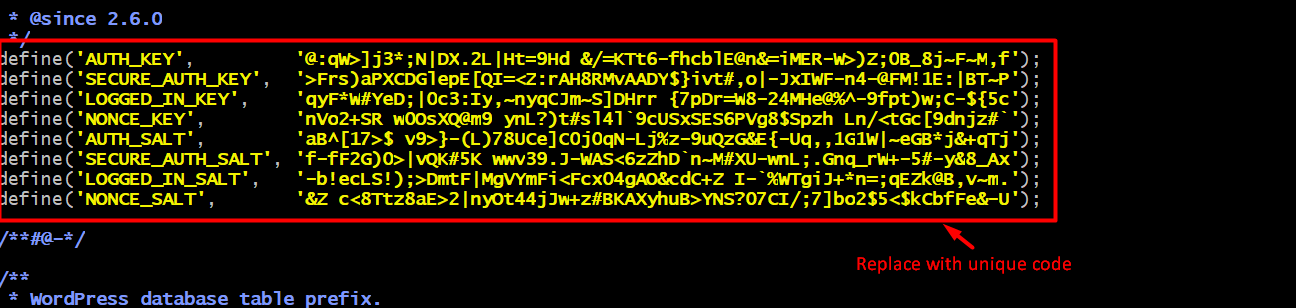 * @since 2.6.0
*/
define('AUTH_KEY', '@:qW>]j3*;N|DX.2L|Ht=9Hd &/=KTt6-fhcblE@n&=iMER-W>)Z;OB_8j~F~M,f');
define('SECURE_AUTH_KEY', '>Frs)aPXCDGlepE[QI=<Z:rAH8RMvAADY$}ivt#,o|-JxIWF-n4-@FM!1E:|BT~P');
define('LOGGED_IN_KEY', 'qyF*W#YeD;|0c3:Iy,~nyqCJm~S]DHrr {7pDr=W8-24MHe@%^-9fpt)w;C-${5c');
define('NONCE_KEY', 'nVo2+SR wOOsXQ@m9 ynL?)t#sl4l`9cUSxSES6PVg8$Spzh Ln/<tGc[9dnjz#`');
define('AUTH_SALT', 'aB^[17>$ v9>}-(L)78UCe]C0j0qN-Lj%z-9uQzG&E{-Uq,,1G1W|~eGB*j&+qTj');
define('SECURE_AUTH_SALT', 'f-fF2G)0>|vQK#5K wwv39.J-WAS<6zZhD`n~M#XU-wnL;.Gnq_rW+-5#-y&8_Ax');
define('LOGGED_IN_SALT', '-b!ecLS!);>DmtF|MgVYmFi<FcxO4gAO&cdC+Z I-`%WTgiJ+*n=;qEZk@B,v~m.');
define('NONCE_SALT', '&Z c<8Ttz8aE>2|nyOt44jJw+z#BKAXyhuB>YNS?O7CI/;7]bo2$5<$kCbfFe&-U');
/**#@-*/
Replace with unique code
/**
* WordPress database table prefix.